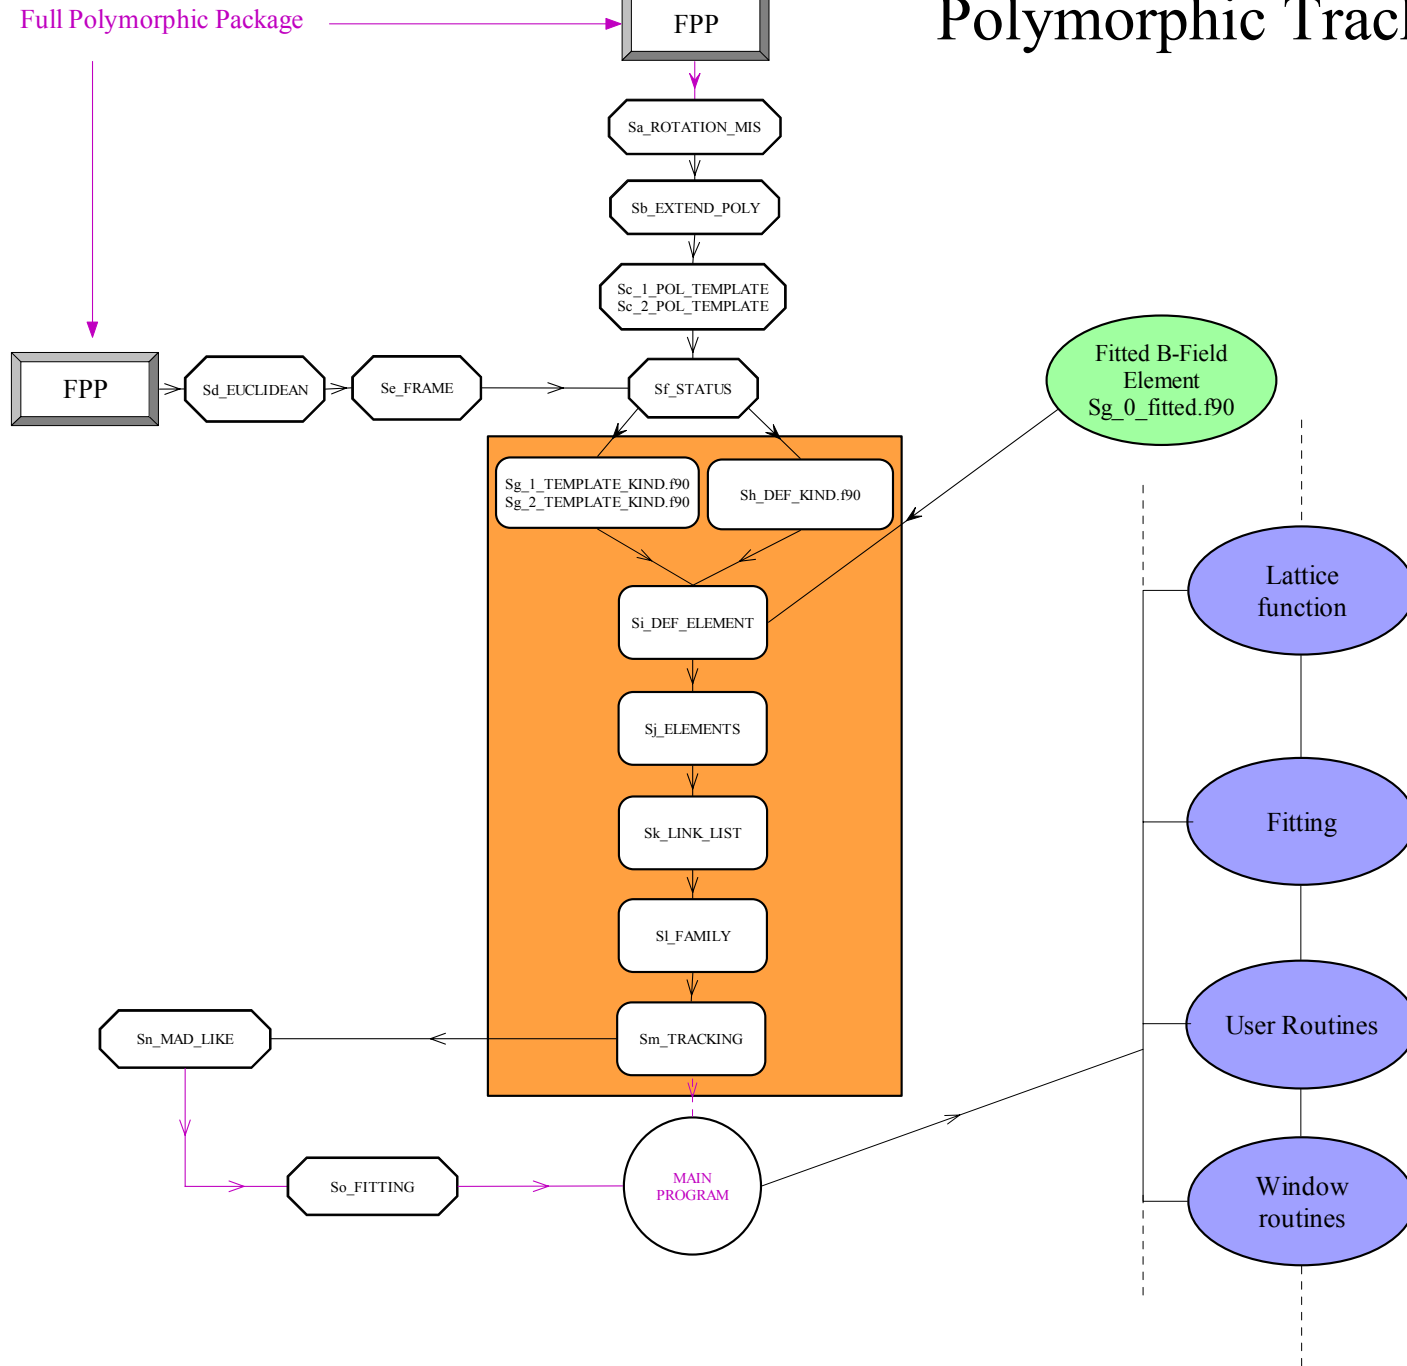 Full Polymorphic Package
FPP
Polymorphic
Sa_ROTATION_MIS
Sb_EXTEND_POLY
Sc_1_POL_TEMPLATE
Sc_2_POL_TEMPLATE
FPP
Sd_EUCLIDEAN
Se_FRAME
Sf_STATUS
Fitted B-Field
Element
Sg_0_fitted.f90
Sg_1_TEMPLATE_KIND.f90
Sg_2_TEMPLATE_KIND.f90
Sh_DEF_KIND.f90
Lattice
function
Si_DEF_ELEMENT
Sj_ELEMENTS
Sk_LINK_LIST
Fitting
Sl_FAMILY
Sn_MAD_LIKE
Sm_TRACKING
User Routines
So_FITTING
MAIN
PROGRAM
Window
routines